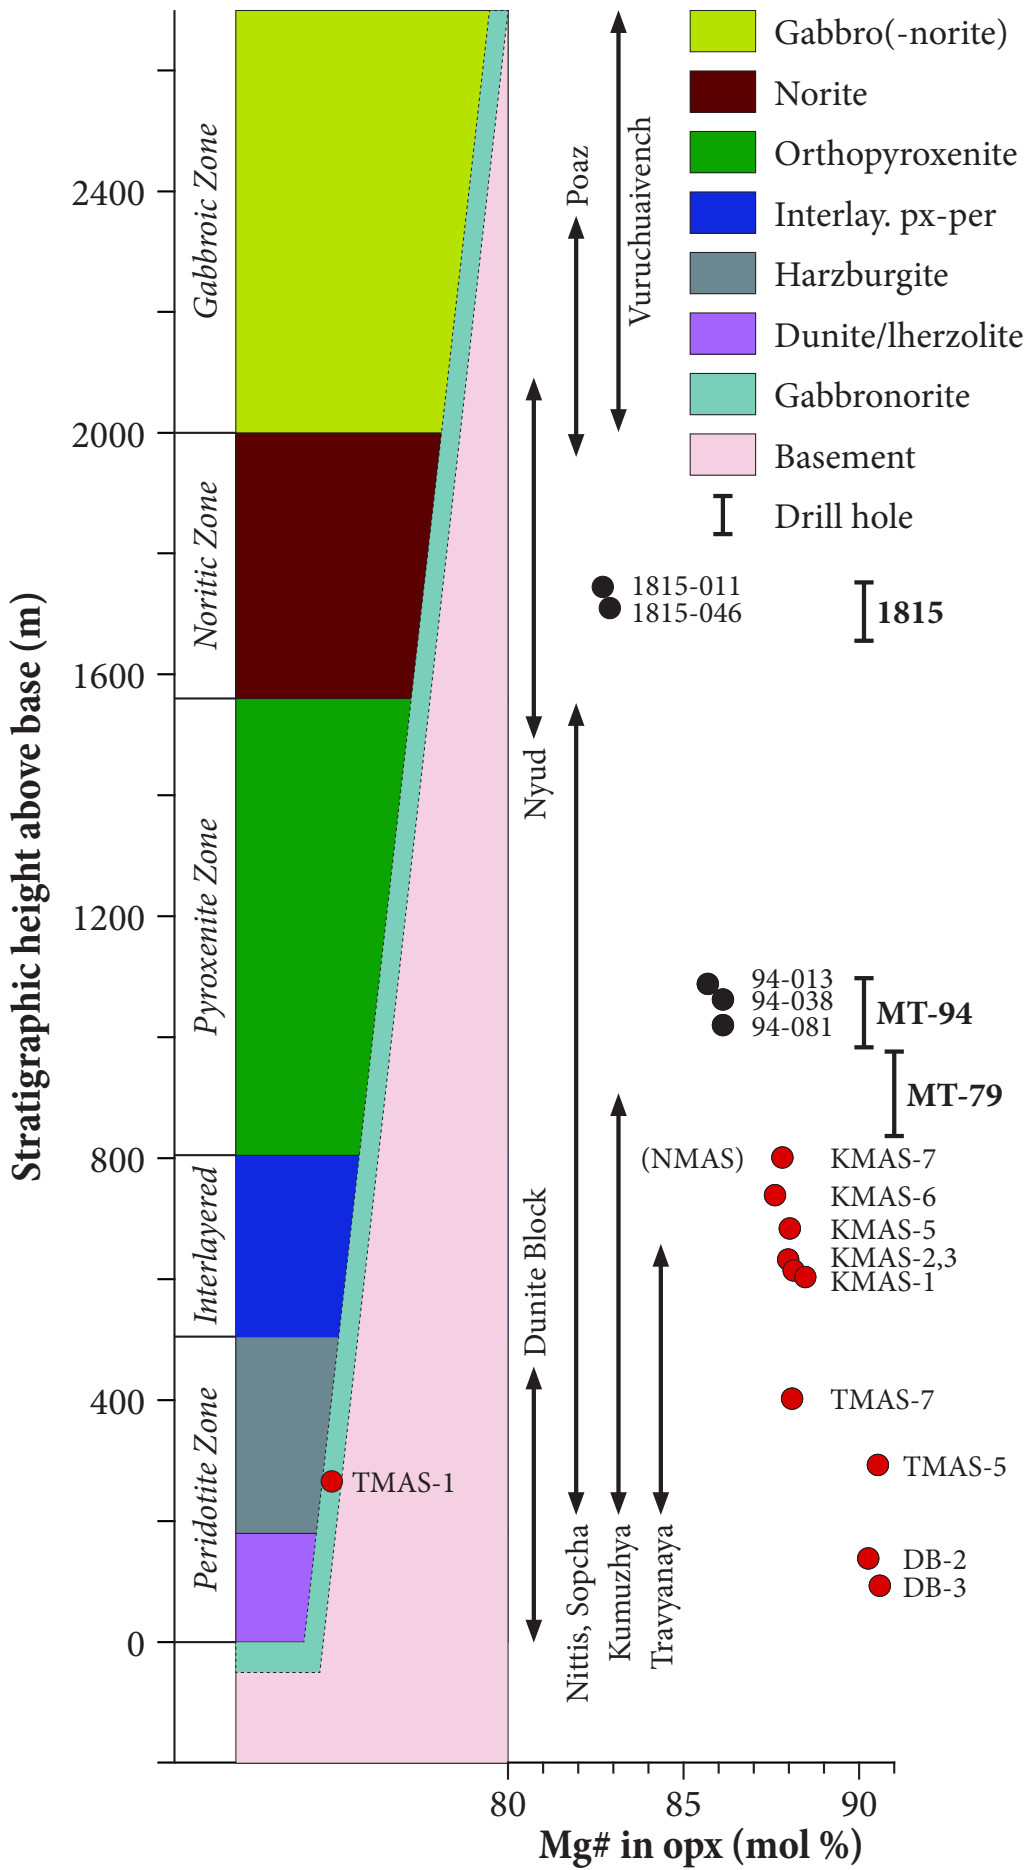 Gabbro(-norite)
Norite
Orthopyroxenite
Interlay. px-per
Harzburgite
Dunite/lherzolite
Gabbronorite
Basement
Drill hole
Stratigraphic height above base (m)
2400
2000
1600
1200
800
400
0
Gabbroic Zone
Noritic Zone
Pyroxenite Zone
Interlayered
Peridotite Zone
Poaz
Vuruchuaivench
Nyud
Dunite Block
Nittis, Sopcha
Kumuzhya
Travyanaya
1815-011
1815-046
1815
94-013
94-038
94-081
MT-94
MT-79
(NMAS)
KMAS-7
KMAS-6
KMAS-5
KMAS-2,3
KMAS-1
TMAS-7
TMAS-5
TMAS-1
DB-2
DB-3
80
85
90
Mg# in opx (mol %)